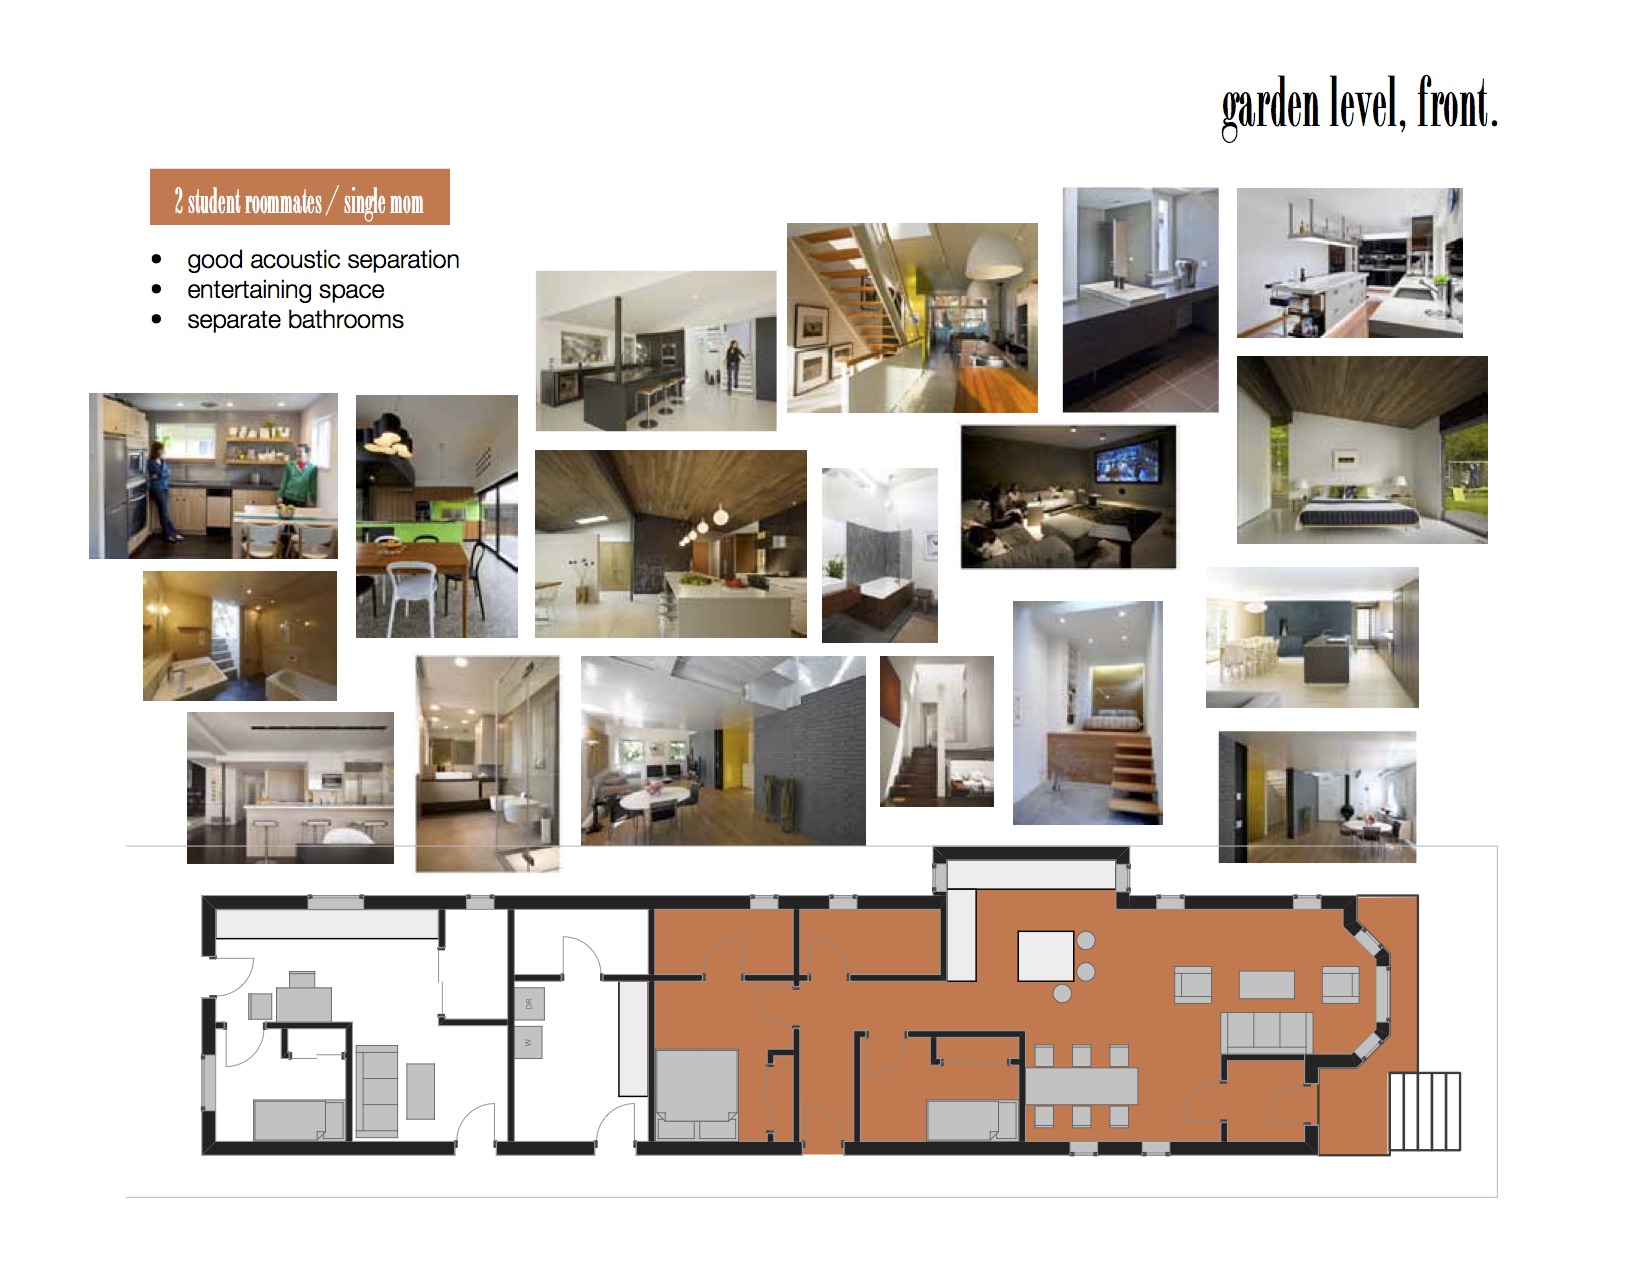 garden level, front.
2 student roommates / single mom
• good acoustic separation
• entertaining space
• separate bathrooms
DR
W